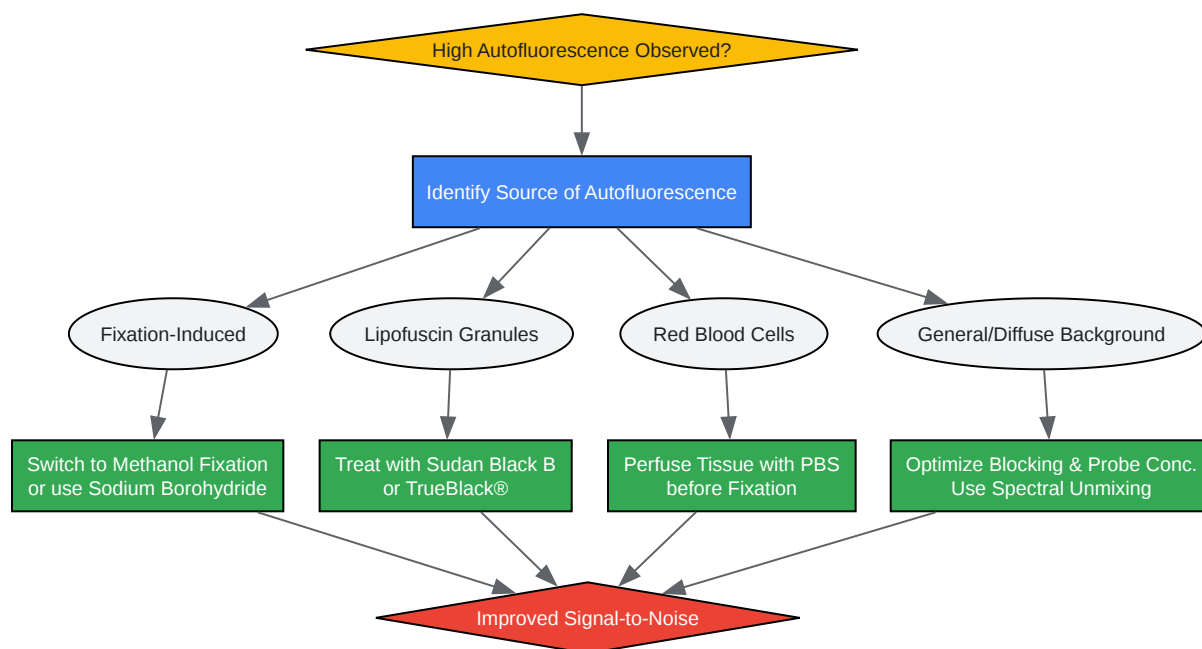 High Autofluorescence Observed?
Identify Source of Autofluorescence
Fixation-Induced
Lipofuscin Granules
Red Blood Cells
General/Diffuse Background
Switch to Methanol Fixation
or use Sodium Borohydride
Treat with Sudan Black B
or TrueBlack®
Perfuse Tissue with PBS
before Fixation
Optimize Blocking & Probe Conc.
Use Spectral Unmixing
Improved Signal-to-Noise